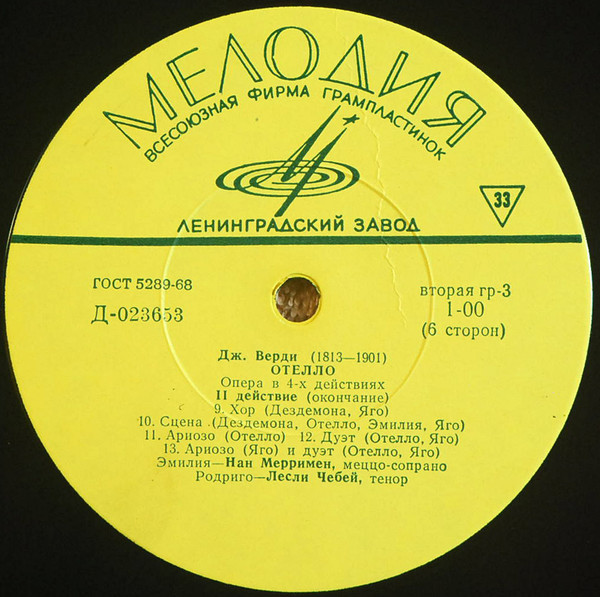 МЕЛОДИЯ
ВСЕСОЮЗНАЯ ФИРМА ГРАМПЛАСТИНОК
33
ЛЕНИНГРАДСКИЙ ЗАВОД
ГОСТ 5289-68
Д-023653
вторая гр-3
1-00
(6 сторон)
Дж. Верди (1813—1901)
ОТЕЛЛО
Опера в 4-х действиях
II действие (окончание)
9. Хор (Дездемона, Яго)
10. Сцена (Дездемона, Отелло, Эмилия, Яго)
11. Ариозо (Отелло) 12. Дуэт (Отелло, Яго)
13. Ариозо (Яго) и дуэт (Отелло, Яго)
Эмилия—Нан Мерримен, меццо-сопрано
Родриго—Лесли Чебей, тенор